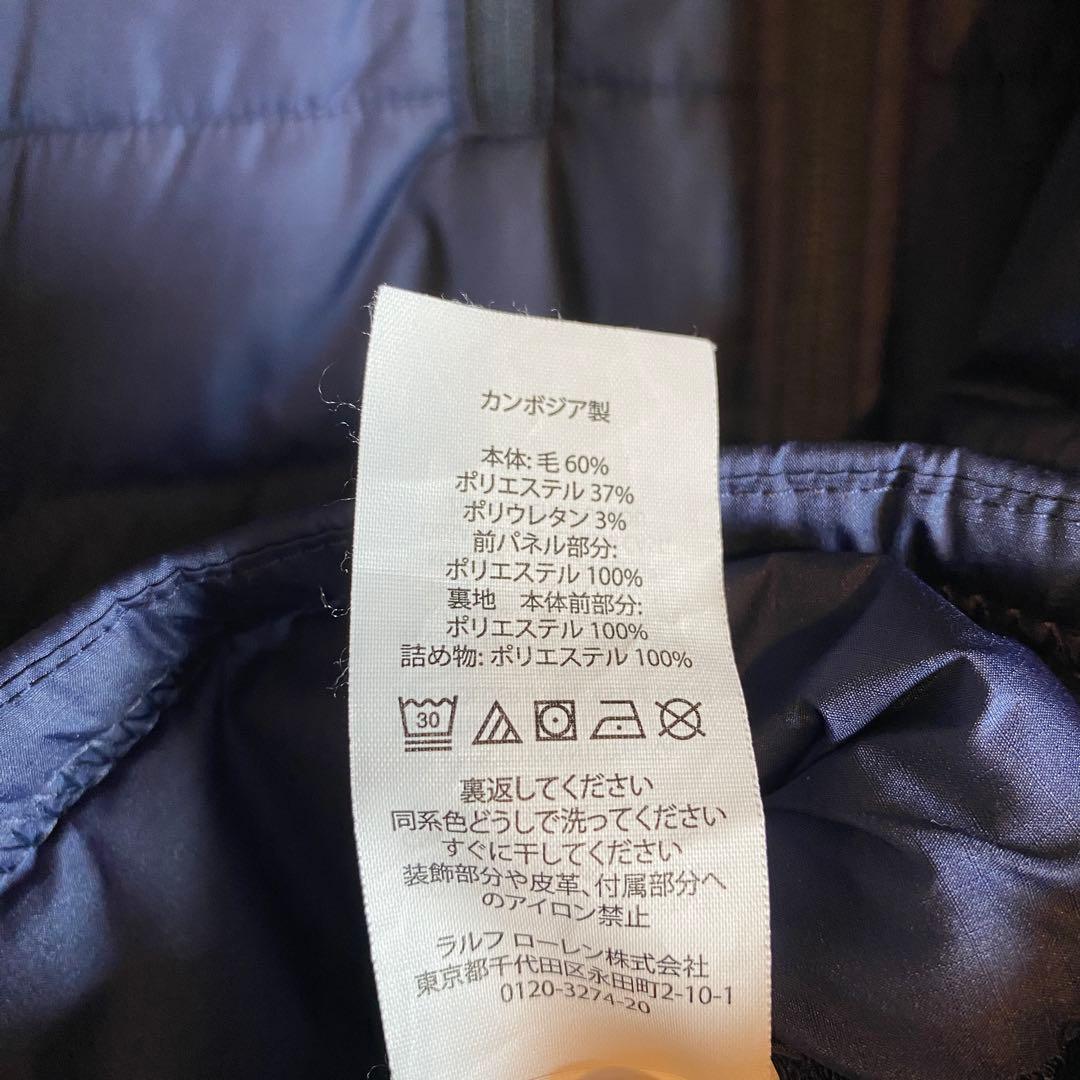 カンボジア製
本体: 毛 60%
ポリエステル 37%
ポリウレタン 3%
前パネル部分:
ポリエステル 100%
裏地　本体前部分:
ポリエステル 100%
詰め物: ポリエステル 100%
30
裏返してください
同系色どうしで洗ってください
すぐに干してください
装飾部分や皮革、付属部分へ
のアイロン禁止
ラルフ ローレン株式会社
東京都千代田区永田町2-10-1
0120-3274-20